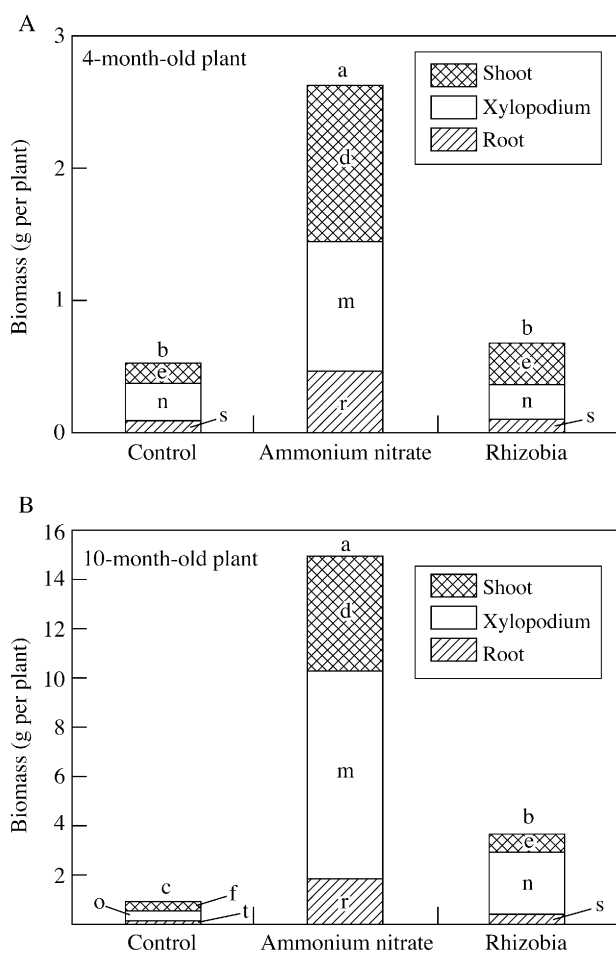 A
3
4-month-old plant
a
Shoot
Xylopodium
Root
2
d
Biomass (g per plant)
1
m
b
b
e
e
n
r
n
s
s
0
Control
Ammonium nitrate
Rhizobia
B
16
10-month-old plant
a
14
Shoot
Xylopodium
Root
d
12
10
Biomass (g per plant)
8
m
6
4
b
e
2
c
n
o
f
r
t
s
Control
Ammonium nitrate
Rhizobia